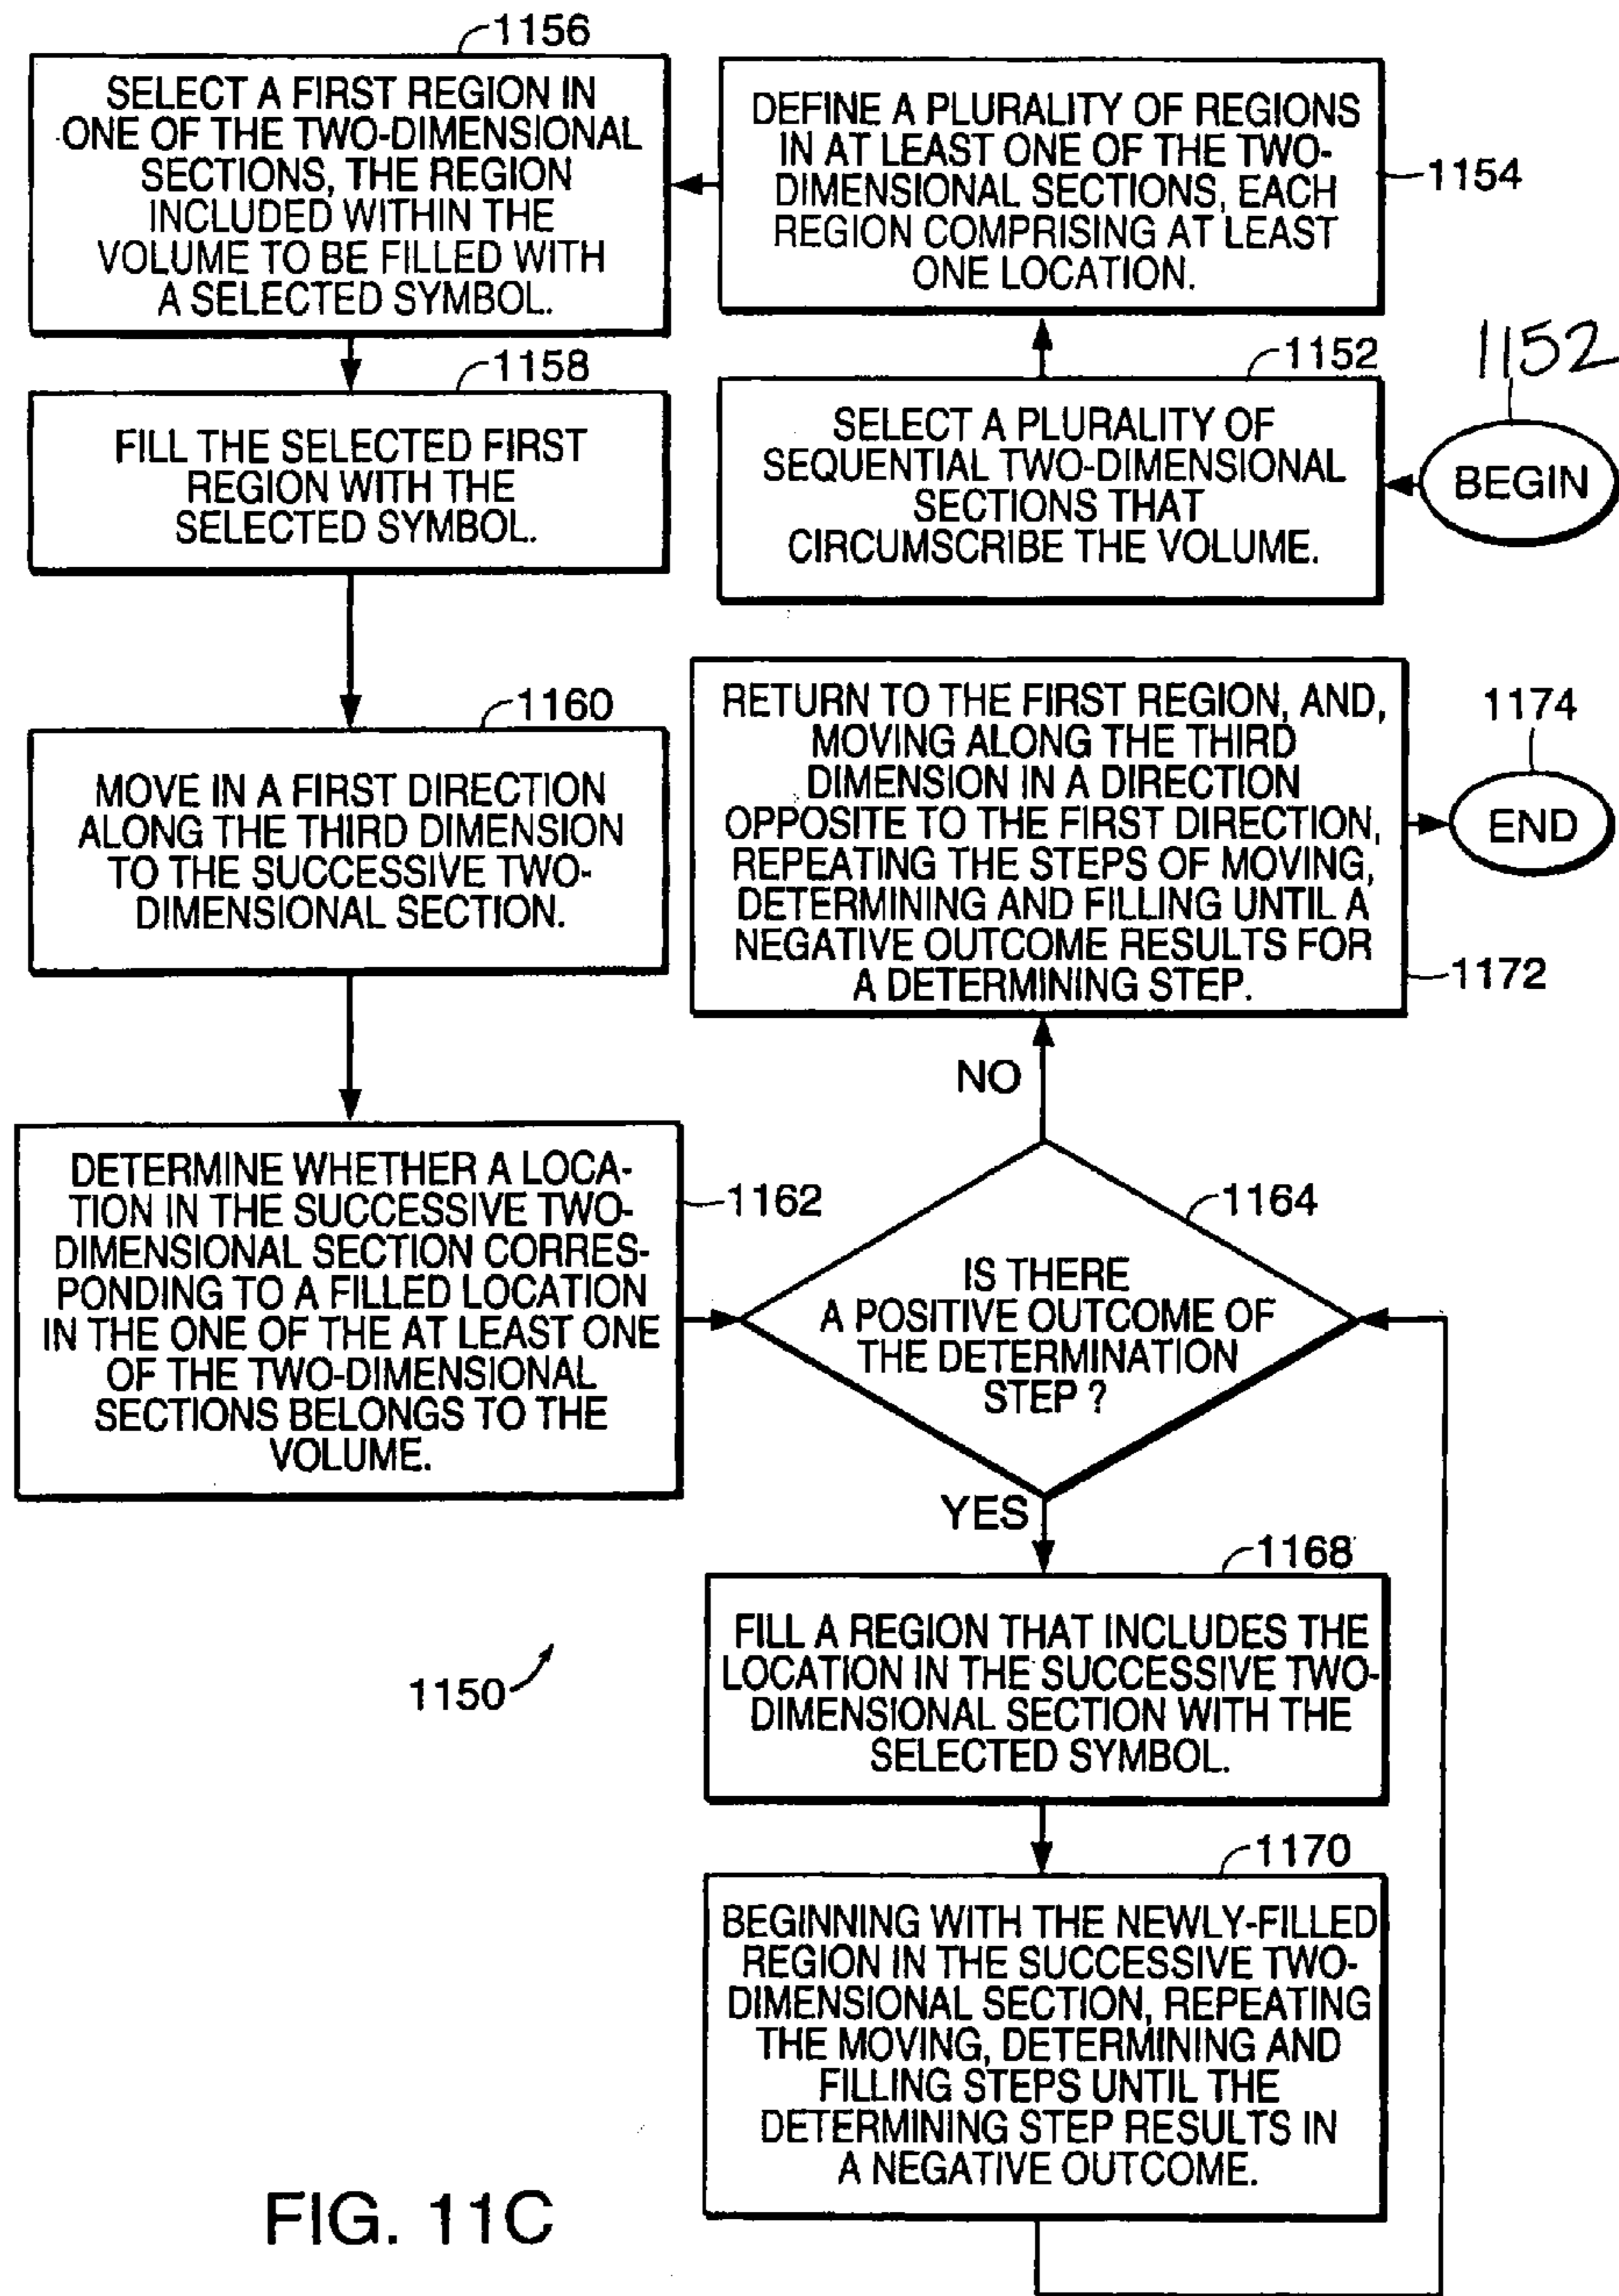 1152
BEGIN
1152
SELECT A PLURALITY OF
SEQUENTIAL TWO-DIMENSIONAL
SECTIONS THAT
CIRCUMSCRIBE THE VOLUME.
DEFINE A PLURALITY OF REGIONS
IN AT LEAST ONE OF THE TWO-
DIMENSIONAL SECTIONS, EACH
REGION COMPRISING AT LEAST
ONE LOCATION.
1154
1156
SELECT A FIRST REGION IN
ONE OF THE TWO-DIMENSIONAL
SECTIONS, THE REGION
INCLUDED WITHIN THE
VOLUME TO BE FILLED WITH
A SELECTED SYMBOL.
1158
FILL THE SELECTED FIRST
REGION WITH THE
SELECTED SYMBOL.
1160
MOVE IN A FIRST DIRECTION
ALONG THE THIRD DIMENSION
TO THE SUCCESSIVE TWO-
DIMENSIONAL SECTION.
DETERMINE WHETHER A LOCA-
TION IN THE SUCCESSIVE TWO-
DIMENSIONAL SECTION CORRES-
PONDING TO A FILLED LOCATION
IN THE ONE OF THE AT LEAST ONE
OF THE TWO-DIMENSIONAL
SECTIONS BELONGS TO THE
VOLUME.
1162
1164
IS THERE
A POSITIVE OUTCOME OF
THE DETERMINATION
STEP ?
NO
RETURN TO THE FIRST REGION, AND,
MOVING ALONG THE THIRD
DIMENSION IN A DIRECTION
OPPOSITE TO THE FIRST DIRECTION,
REPEATING THE STEPS OF MOVING,
DETERMINING AND FILLING UNTIL A
NEGATIVE OUTCOME RESULTS FOR
A DETERMINING STEP.
1172
1174
END
YES
1168
FILL A REGION THAT INCLUDES THE
LOCATION IN THE SUCCESSIVE TWO-
DIMENSIONAL SECTION WITH THE
SELECTED SYMBOL.
1170
BEGINNING WITH THE NEWLY-FILLED
REGION IN THE SUCCESSIVE TWO-
DIMENSIONAL SECTION, REPEATING
THE MOVING, DETERMINING AND
FILLING STEPS UNTIL THE
DETERMINING STEP RESULTS IN
A NEGATIVE OUTCOME.
1150
FIG. 11C